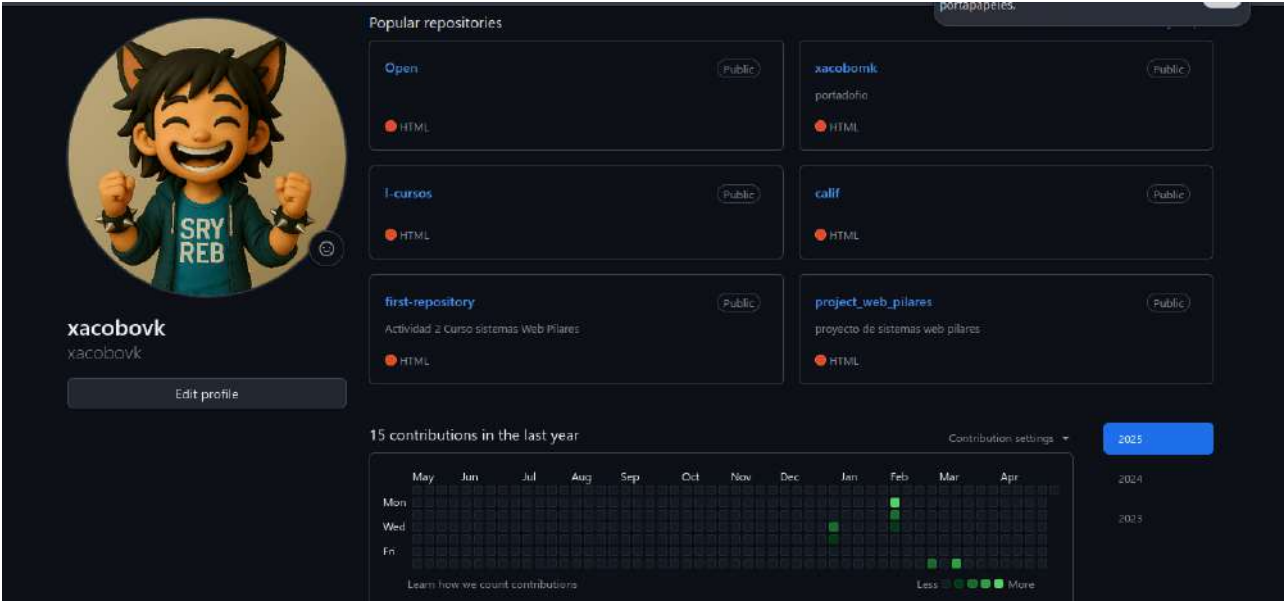 portapapeles.
Popular repositories
Open
Public
HTML
xacobomk
Public
portadofio
HTML
l-cursos
Public
HTML
calif
Public
HTML
first-repository
Public
Actividad 2 Curso sistemas Web Pilares
HTML
project_web_pilares
Public
proyecto de sistemas web pilares
HTML
SRY
REB
xacobovk
xacobovk
Edit profile
15 contributions in the last year
Contribution settings
2025
2024
2023
May Jun Jul Aug Sep Oct Nov Dec Jan Feb Mar Apr
Mon
Wed
Fri
Learn how we count contributions
Less More